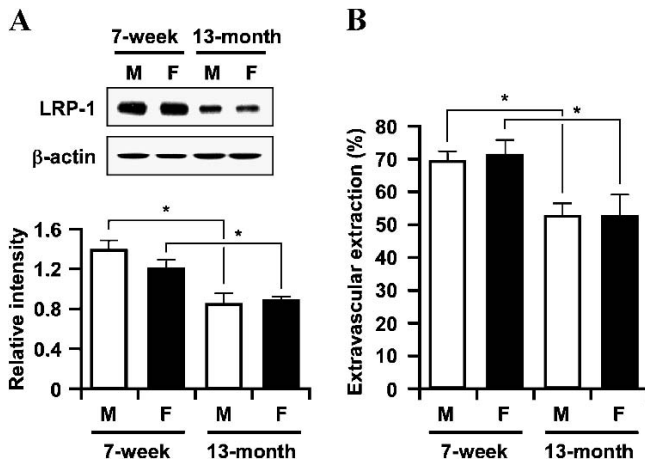 A
7-week 13-month
M F M F
LRP-1
β-actin
* *
Relative intensity
1.6
1.2
0.8
0.4
0
M F M F
7-week 13-month
B
* *
Extravascular extraction (%)
80
70
60
50
40
30
20
10
0
M F M F
7-week 13-month